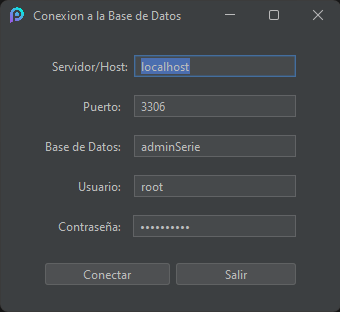 Conexion a la Base de Datos
Servidor/Host: localhost
Puerto: 3306
Base de Datos: adminSerie
Usuario: root
Contraseña: ••••••••••
Conectar Salir